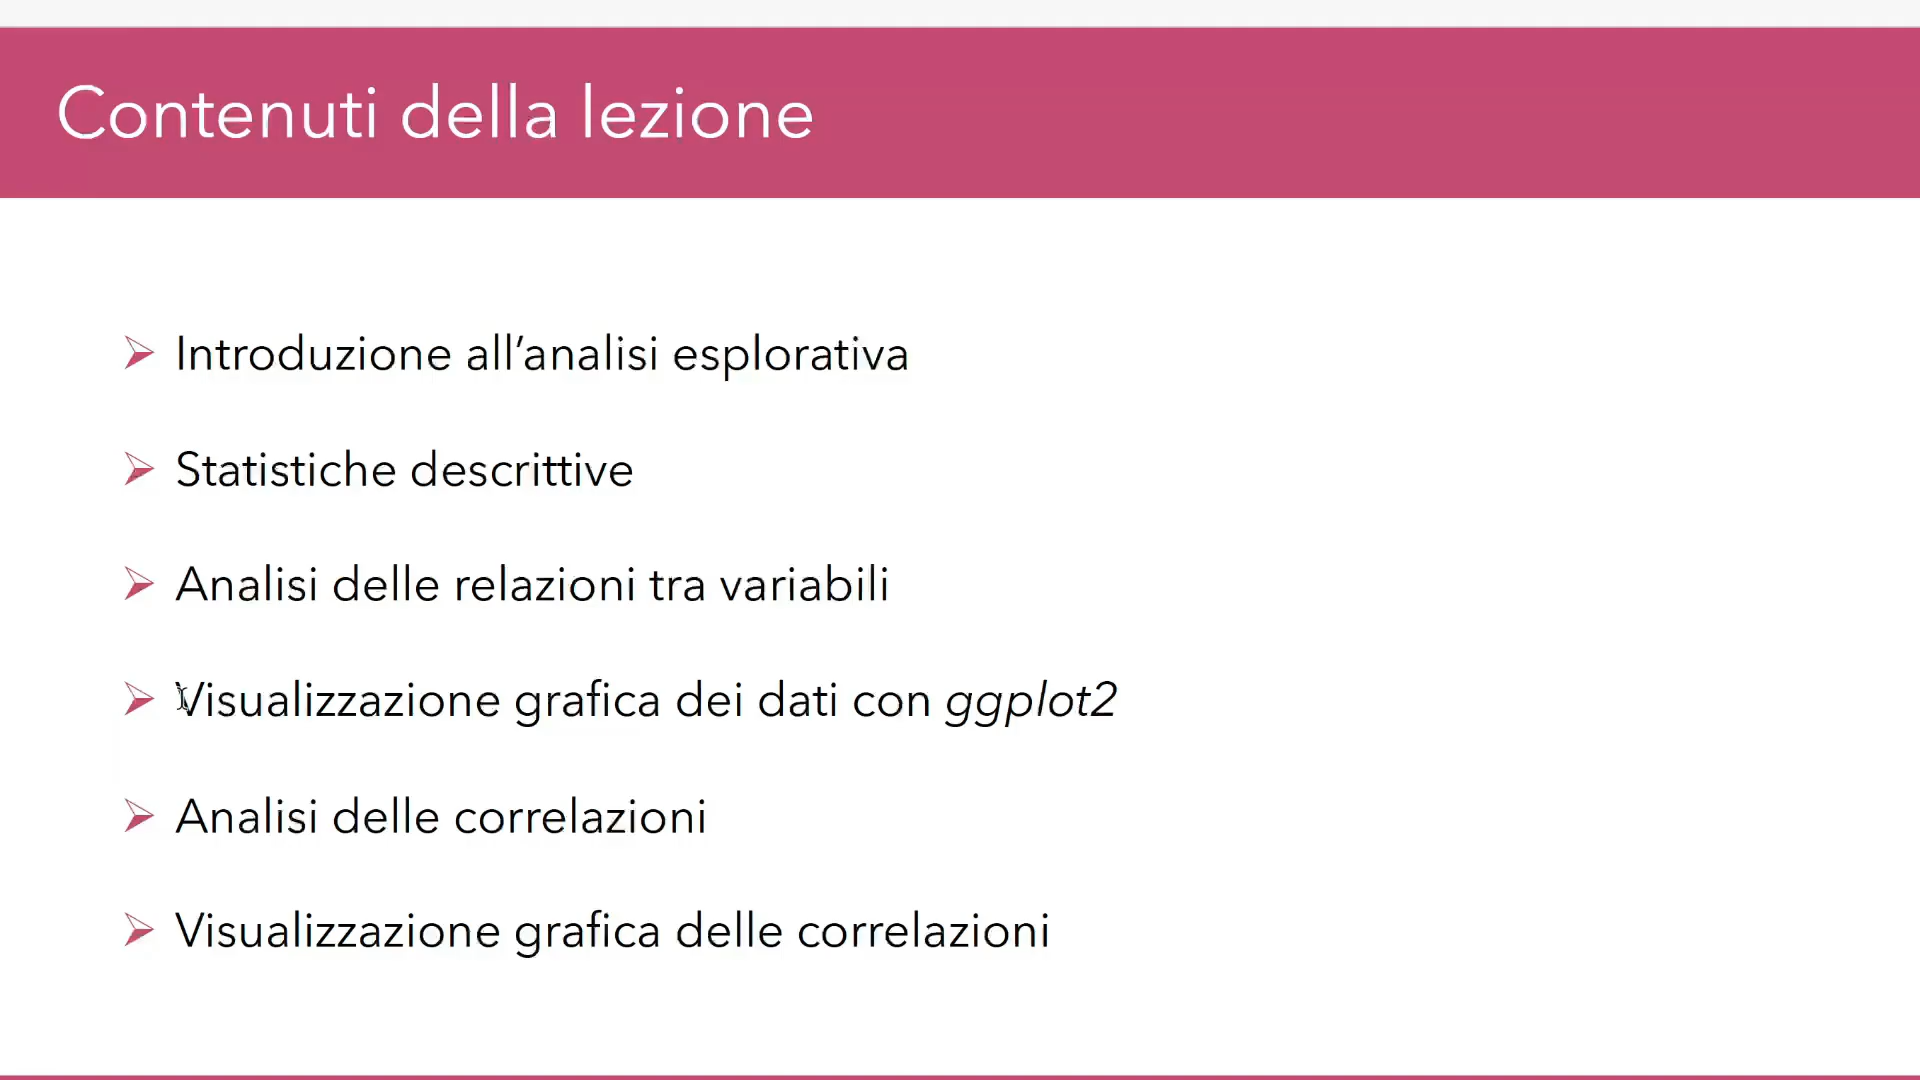 Contenuti della lezione
Introduzione all’analisi esplorativa
Statistiche descrittive
Analisi delle relazioni tra variabili
Visualizzazione grafica dei dati con ggplot2
Analisi delle correlazioni
Visualizzazione grafica delle correlazioni